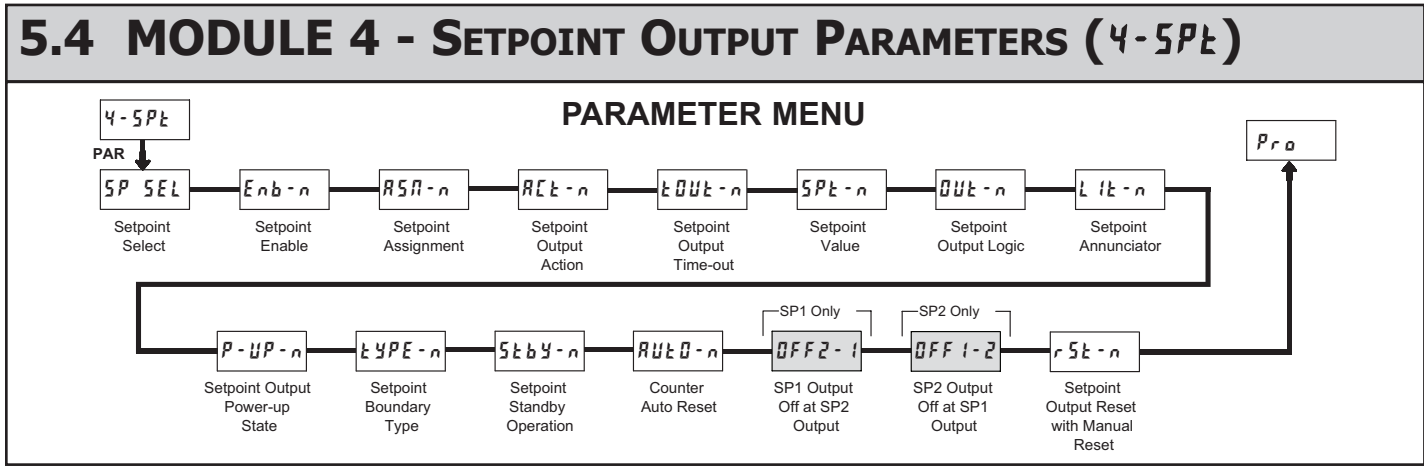 5.4 MODULE 4 - SETPOINT OUTPUT PARAMETERS (4-SPt)
PARAMETER MENU
4-SPt
Pro
PAR
SP SEL
Enb-n
ASN-n
ACt-n
tOUt-n
SPt-n
OUt-n
LIt-n
Setpoint
Select
Setpoint
Enable
Setpoint
Assignment
Setpoint
Output
Action
Setpoint
Output
Time-out
Setpoint
Value
Setpoint
Output Logic
Setpoint
Annunciator
SP1 Only
SP2 Only
P-UP-n
tYPE-n
Stby-n
AUtO-n
OFF2-1
OFF1-2
rSt-n
Setpoint Output
Power-up
State
Setpoint
Boundary
Type
Setpoint
Standby
Operation
Counter
Auto Reset
SP1 Output
Off at SP2
Output
SP2 Output
Off at SP1
Output
Setpoint
Output Reset
with Manual
Reset